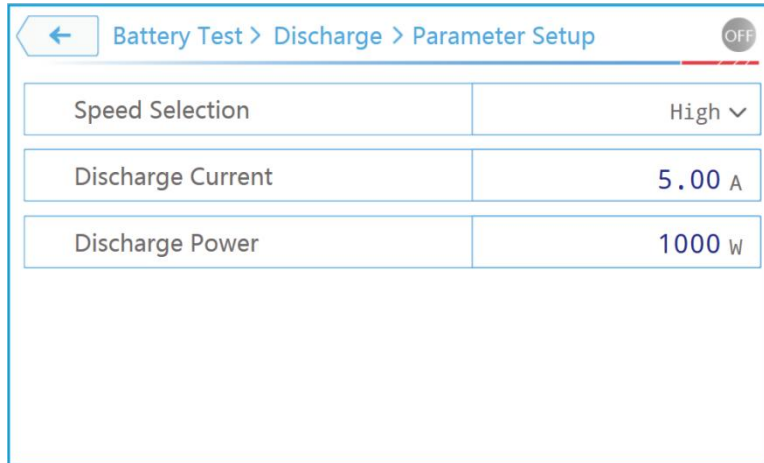 Battery Test > Discharge > Parameter Setup OFF
Speed Selection High
Discharge Current 5.00 A
Discharge Power 1000 W